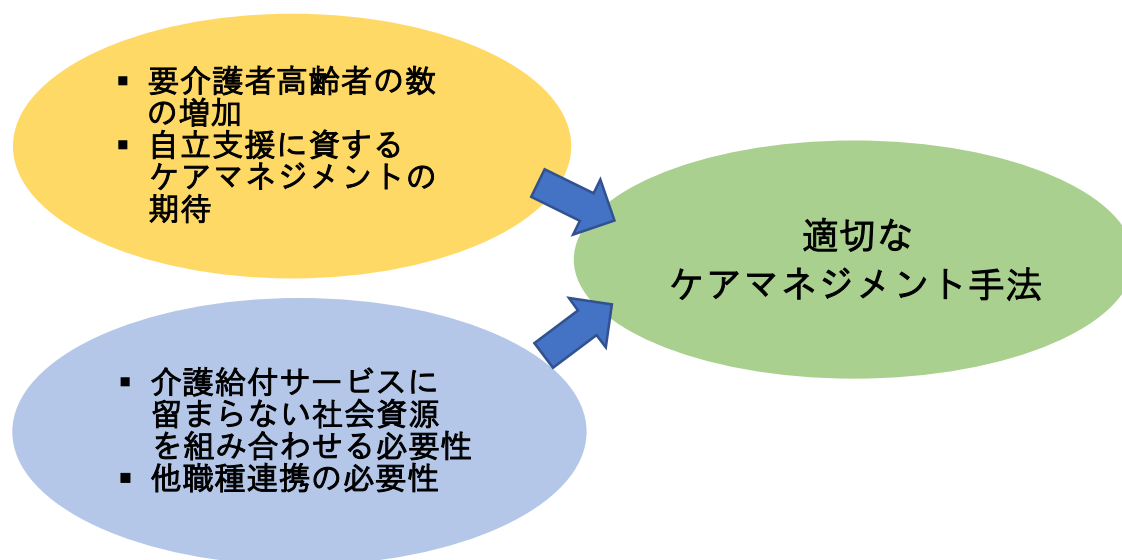 ▪ 要介護者高齢者の数
の増加
▪ 自立支援に資する
ケアマネジメントの
期待
適切な
ケアマネジメント手法
▪ 介護給付サービスに
留まらない社会資源
を組み合わせる必要性
▪ 他職種連携の必要性